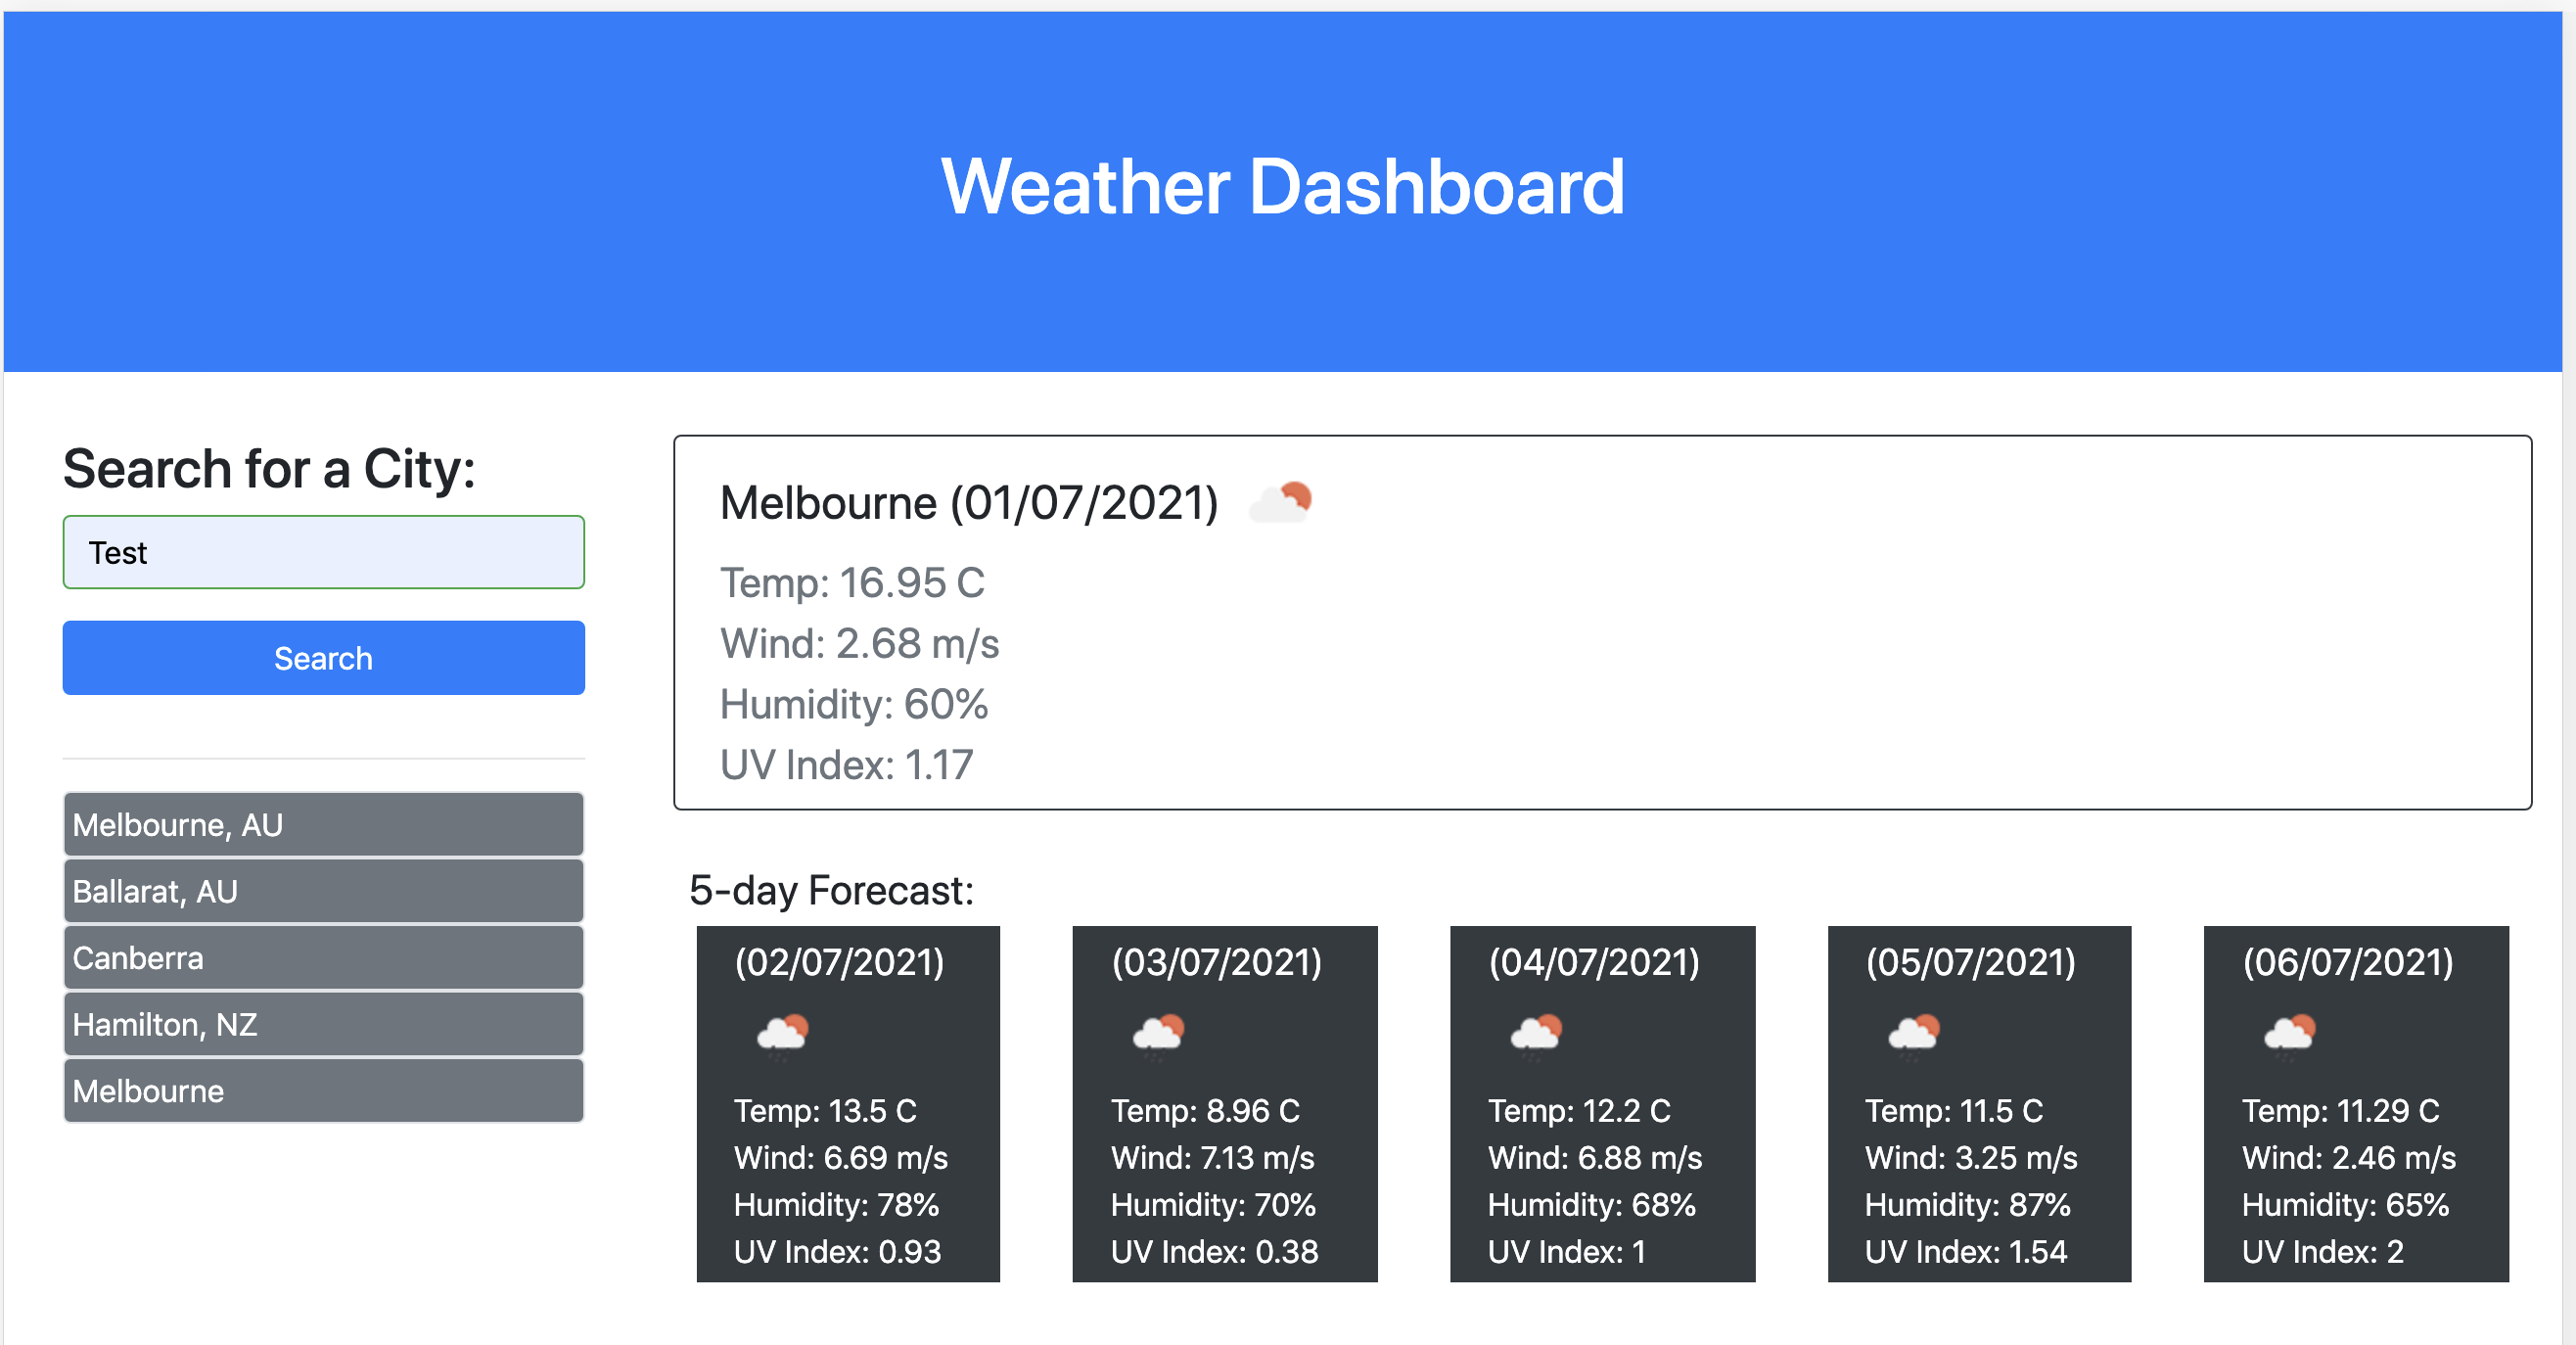 Weather Dashboard
Search for a City:
Test
Search
Melbourne, AU
Ballarat, AU
Canberra
Hamilton, NZ
Melbourne
Melbourne (01/07/2021)
Temp: 16.95 C
Wind: 2.68 m/s
Humidity: 60%
UV Index: 1.17
5-day Forecast:
(02/07/2021)
Temp: 13.5 C
Wind: 6.69 m/s
Humidity: 78%
UV Index: 0.93
(03/07/2021)
Temp: 8.96 C
Wind: 7.13 m/s
Humidity: 70%
UV Index: 0.38
(04/07/2021)
Temp: 12.2 C
Wind: 6.88 m/s
Humidity: 68%
UV Index: 1
(05/07/2021)
Temp: 11.5 C
Wind: 3.25 m/s
Humidity: 87%
UV Index: 1.54
(06/07/2021)
Temp: 11.29 C
Wind: 2.46 m/s
Humidity: 65%
UV Index: 2